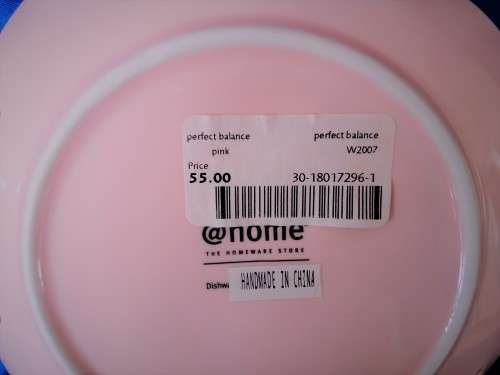 perfect balance perfect balance
pink W2007
Price
55.00 30-18017296-1
@home
THE HOMEWARE STORE
HANDMADE IN CHINA